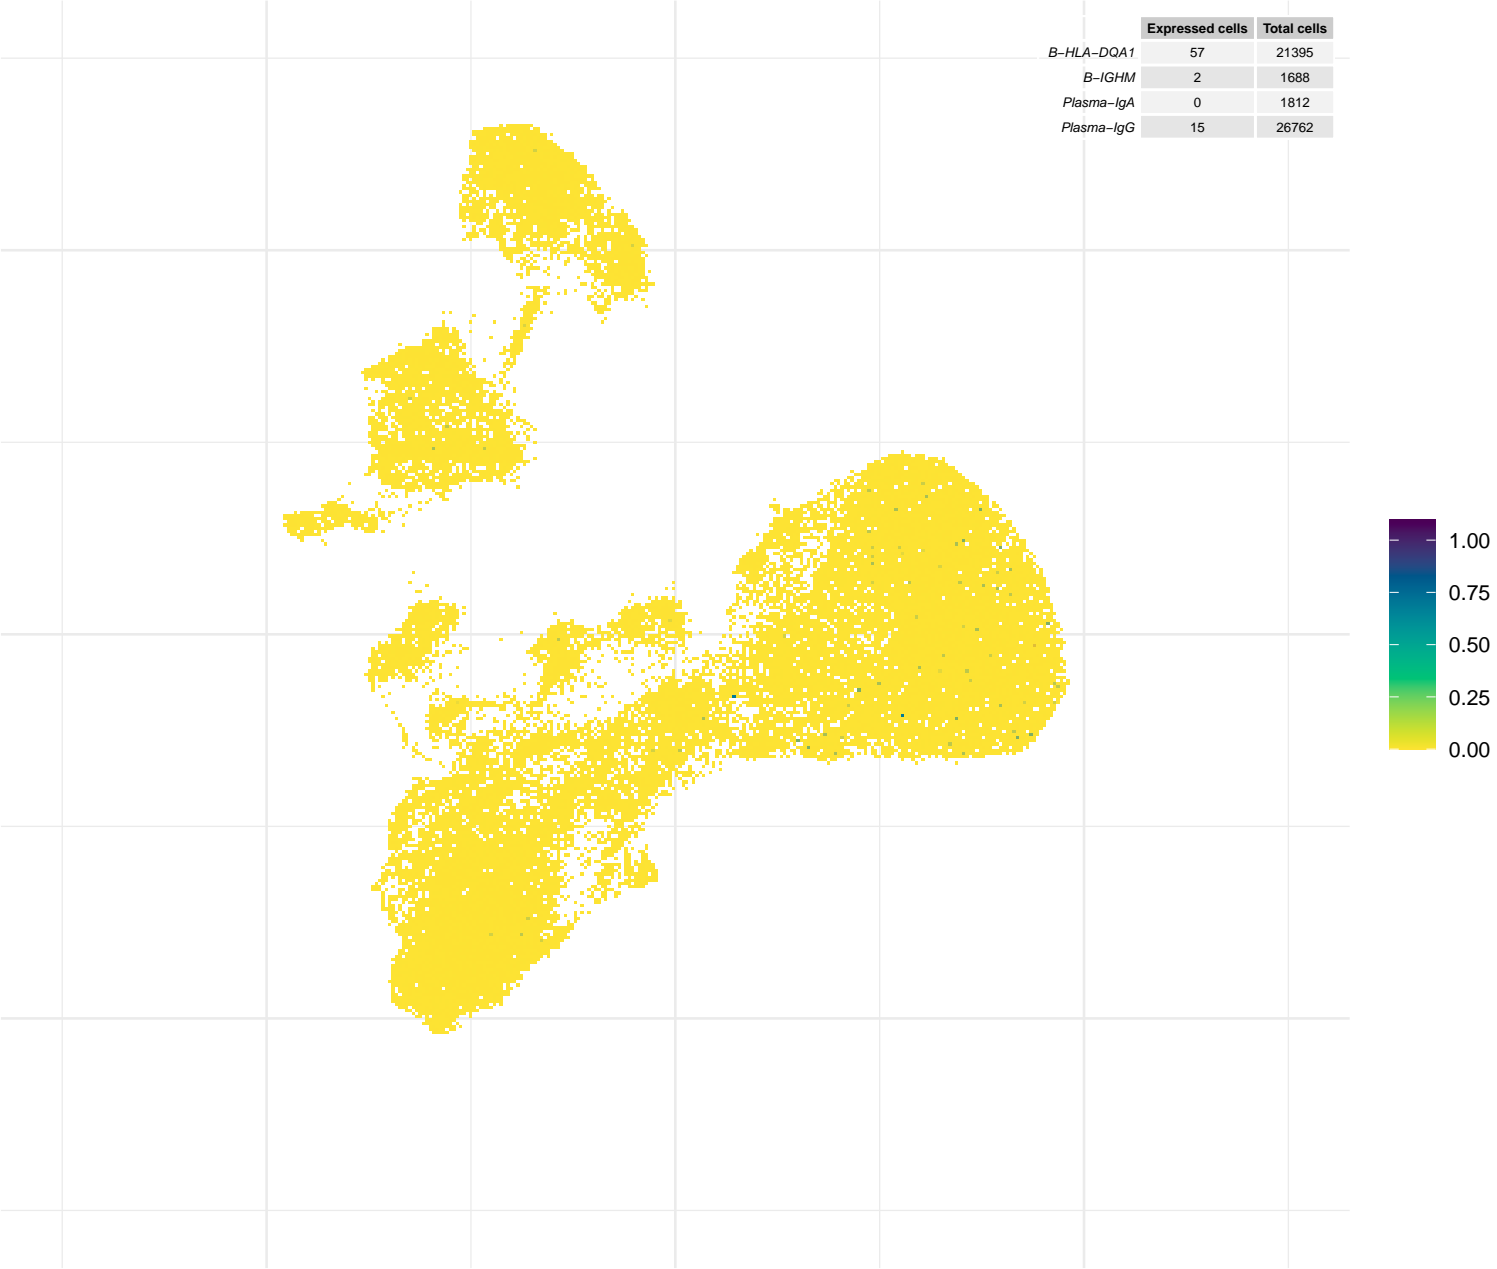 Expressed cells Total cells
B−HLA−DQA1 57 21395
B−IGHM 2 1688
Plasma−IgA 0 1812
Plasma−IgG 15 26762
1.00
0.75
0.50
0.25
0.00